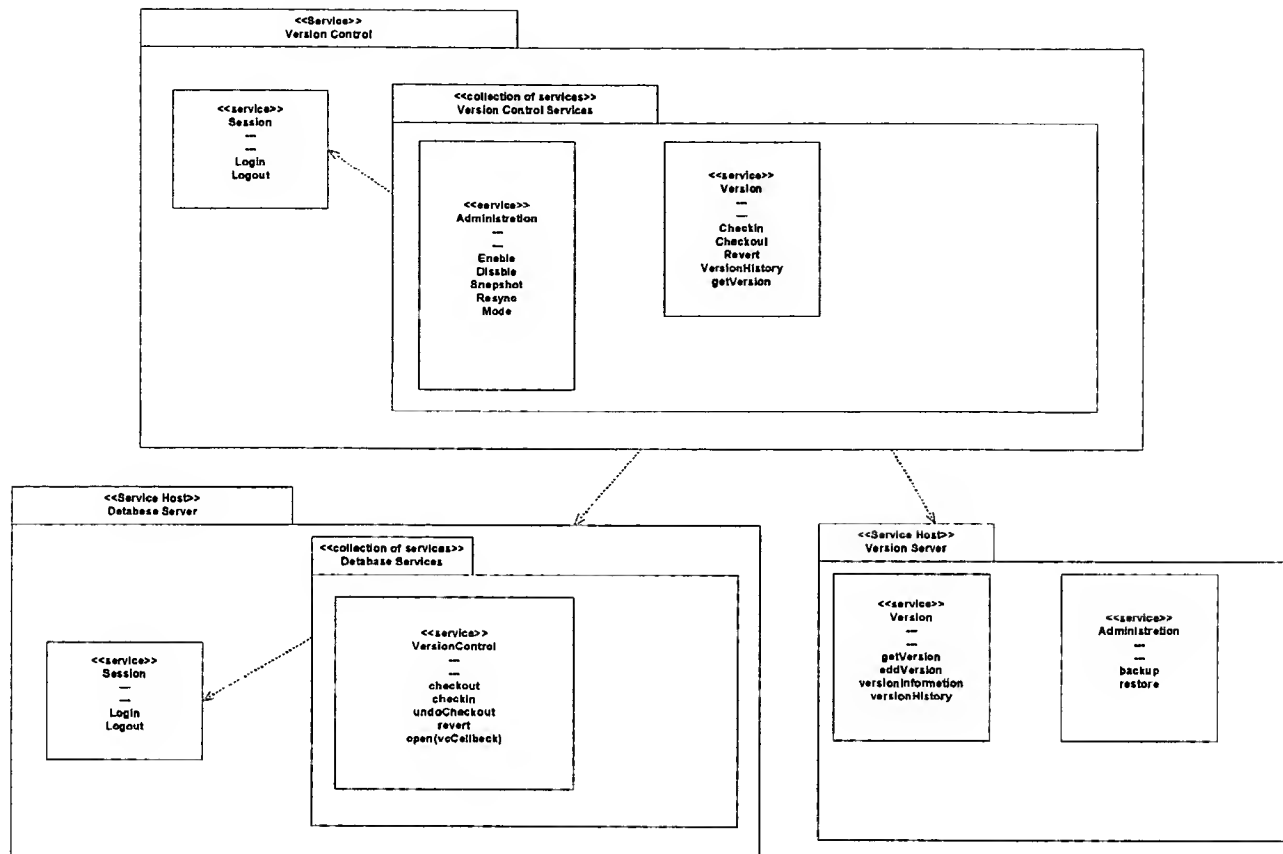 <<Service>>
Version Control
<<service>>
Session
---
---
Login
Logout
<<collection of services>>
Version Control Services
<<service>>
Administration
---
---
Enable
Disable
Snapshot
Resync
Mode
<<service>>
Version
---
---
Checkin
Checkout
Revert
VersionHistory
getVersion
<<Service Host>>
Database Server
<<service>>
Session
---
---
Login
Logout
<<collection of services>>
Database Services
<<service>>
VersionControl
---
---
checkout
checkin
undoCheckout
revert
open(vcCallback)
<<Service Host>>
Version Server
<<service>>
Version
---
---
getVersion
addVersion
versionInformation
versionHistory
<<service>>
Administration
---
---
backup
restore